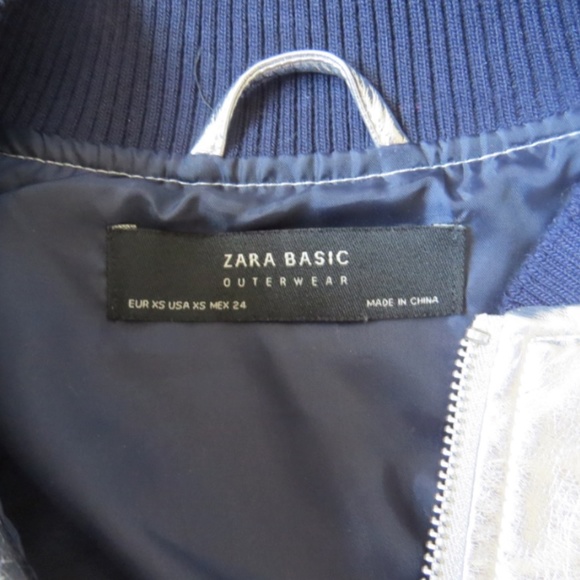 ZARA BASIC
OUTERWEAR
EUR XS USA XS MEX 24 MADE IN CHINA